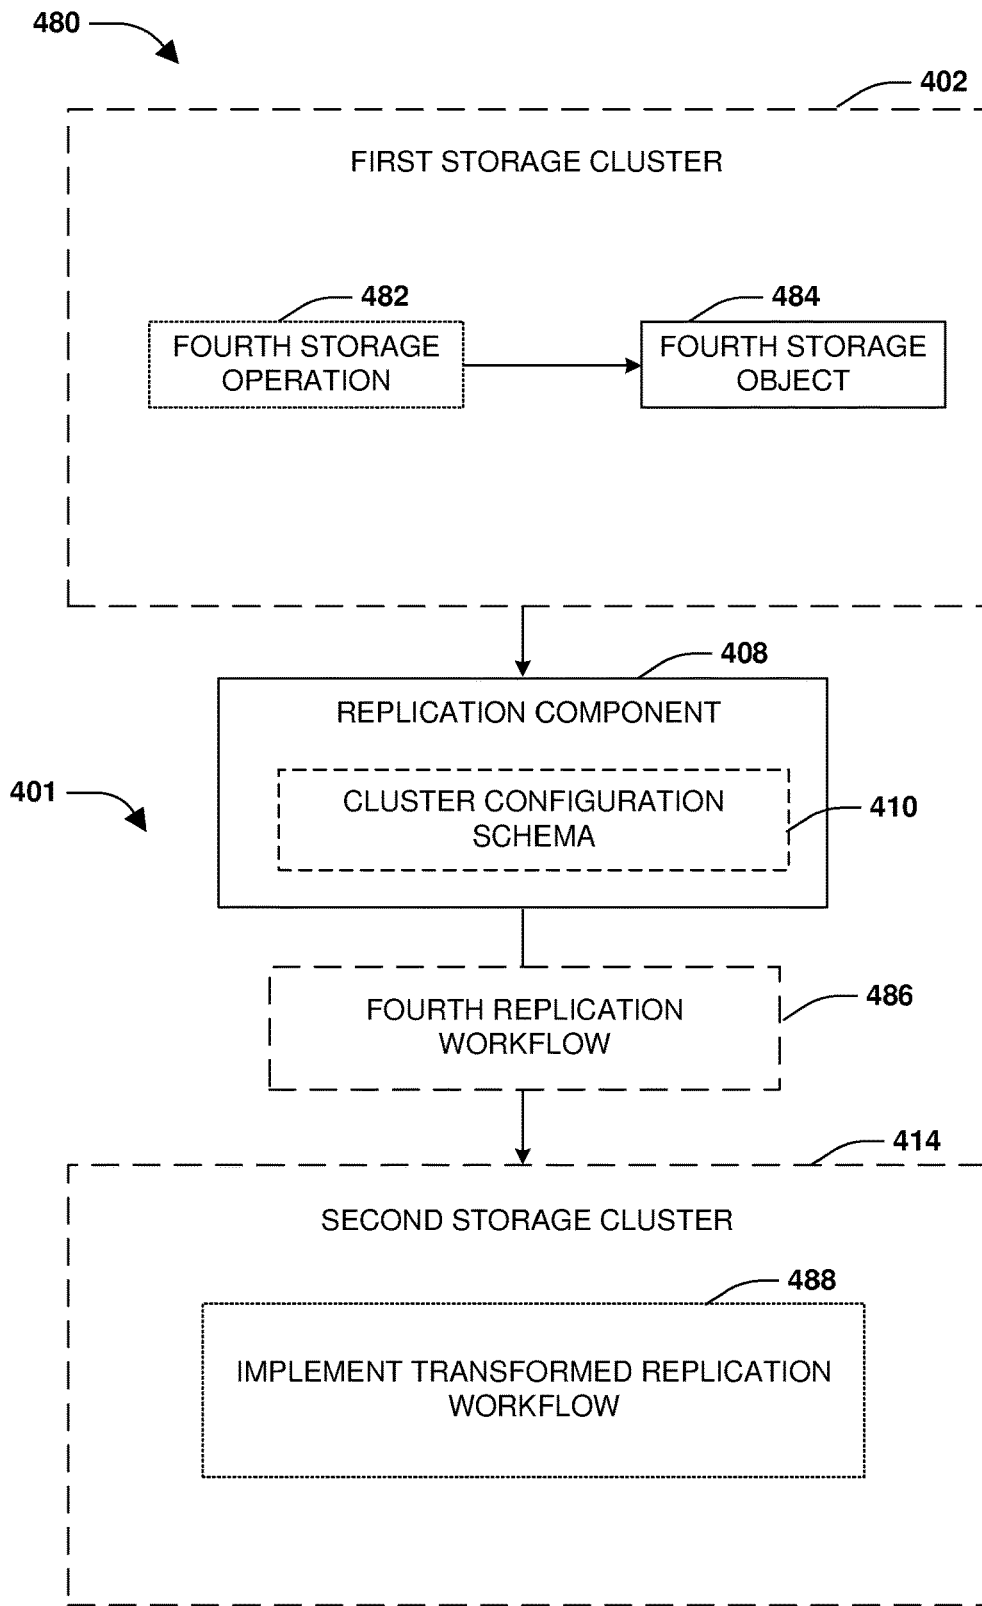 480
402
FIRST STORAGE CLUSTER
482
484
FOURTH STORAGE
OPERATION
FOURTH STORAGE
OBJECT
408
REPLICATION COMPONENT
401
CLUSTER CONFIGURATION
SCHEMA
410
FOURTH REPLICATION
WORKFLOW
486
414
SECOND STORAGE CLUSTER
488
IMPLEMENT TRANSFORMED REPLICATION
WORKFLOW